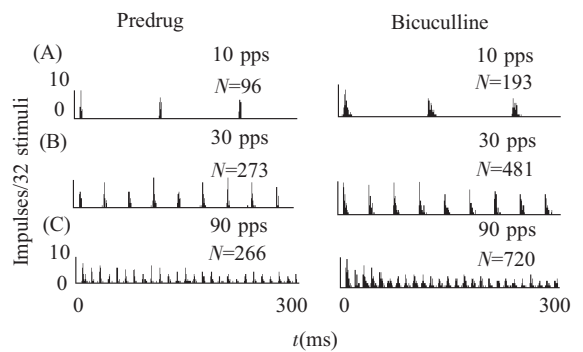 Predrug
Bicuculline
(A)
10 pps
N=96
10
0
10 pps
N=193
Impulses/32 stimuli
(B)
30 pps
N=273
30 pps
N=481
(C)
90 pps
N=266
10
0
90 pps
N=720
0
300
0
300
t(ms)